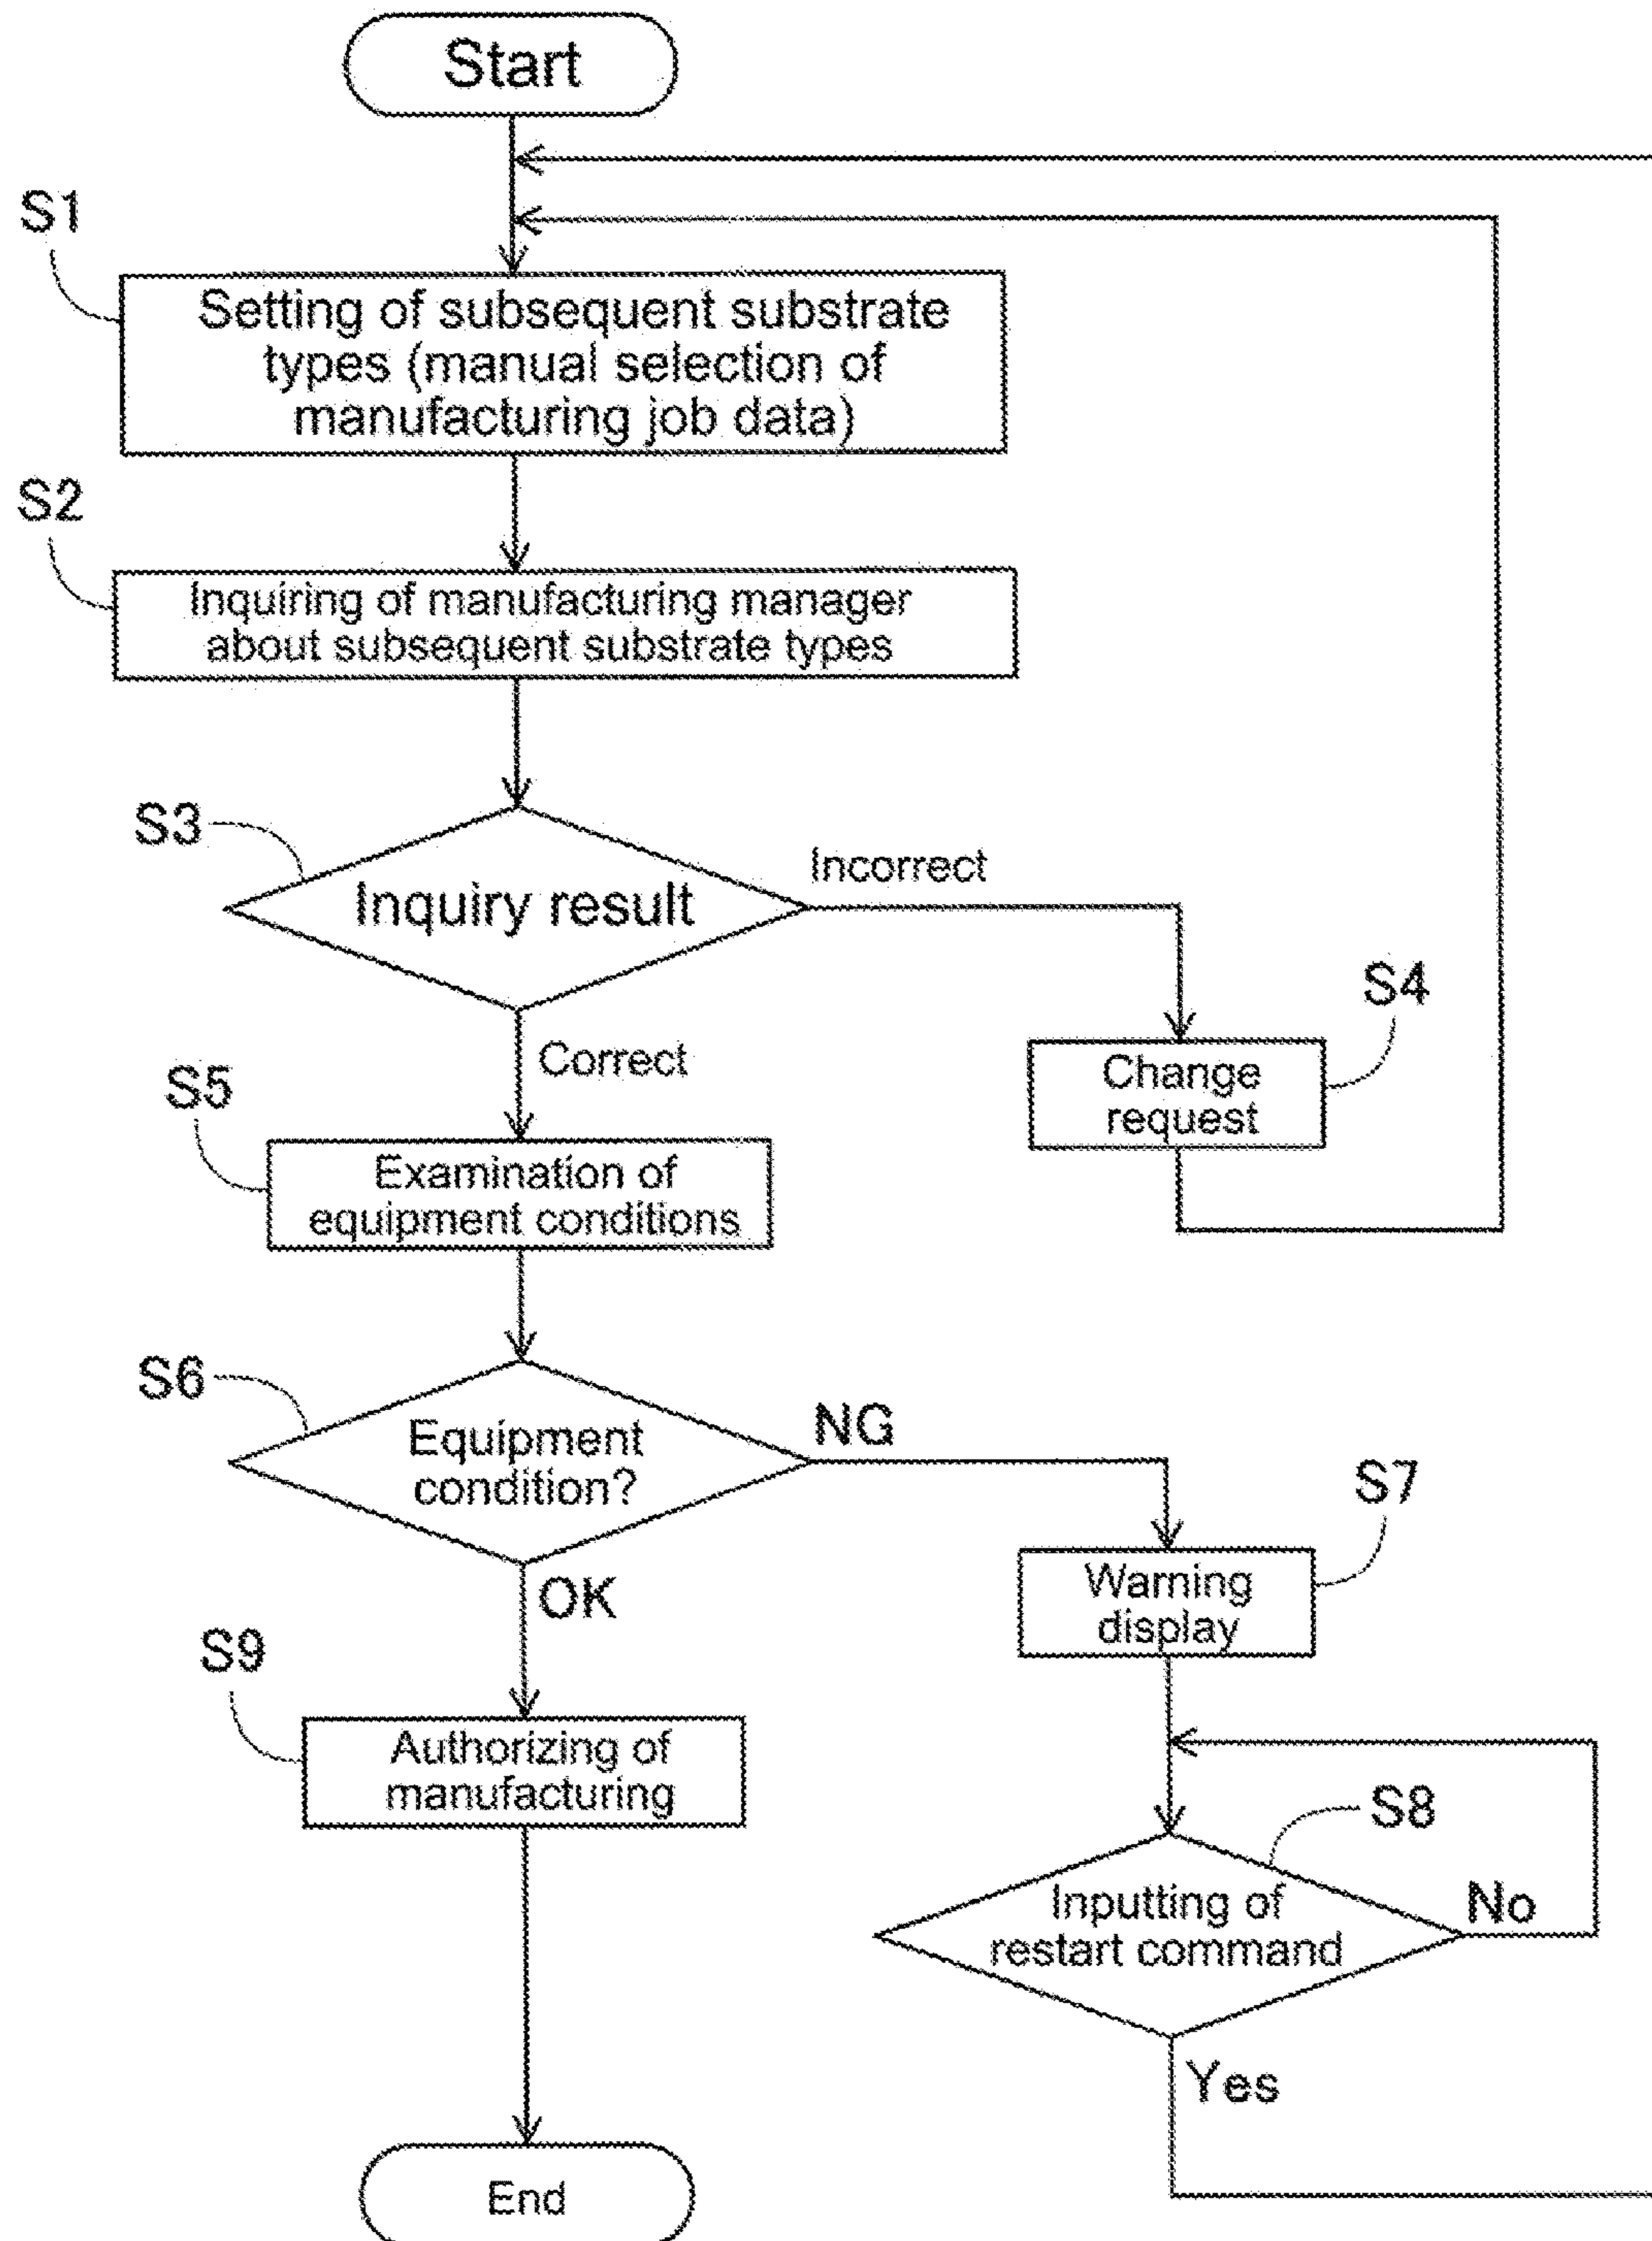 Start
S1
Setting of subsequent substrate
types (manual selection of
manufacturing job data)
S2
Inquiring of manufacturing manager
about subsequent substrate types
S3
Inquiry result
Incorrect
S4
Change
request
Correct
S5
Examination of
equipment conditions
S6
Equipment
condition?
NG
S7
Warning
display
OK
S9
Authorizing of
manufacturing
S8
Inputting of
restart command
No
Yes
End